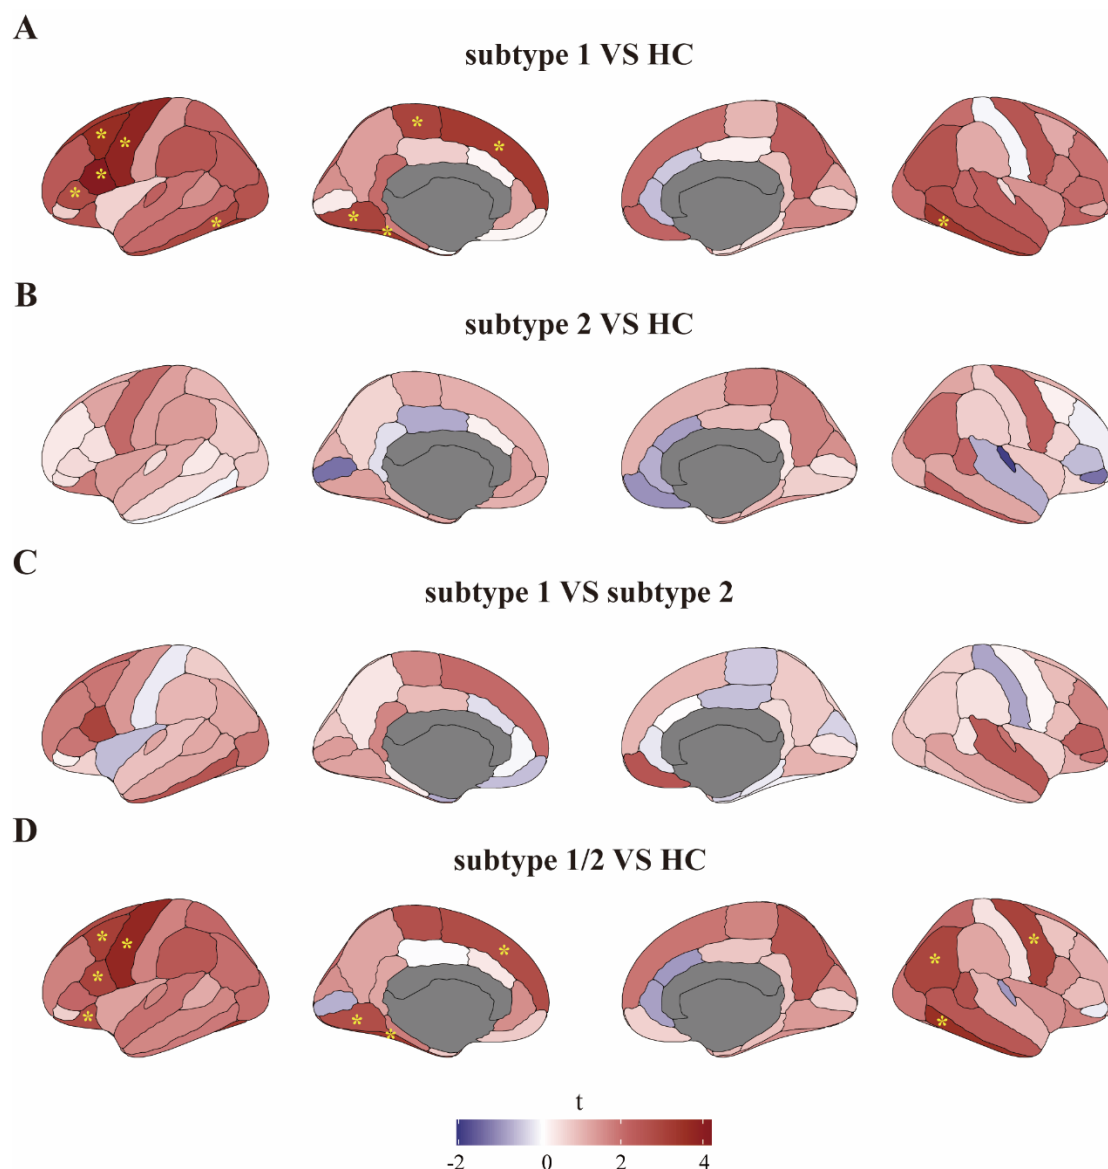 A
subtype 1 VS HC
* * * * * * * * * * *
B
subtype 2 VS HC
C
subtype 1 VS subtype 2
D
subtype 1/2 VS HC
* * * * * * * * * *
t
-2 0 2 4